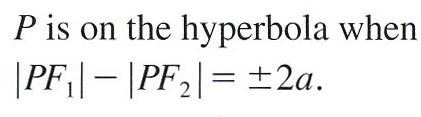 P is on the hyperbola when
|PF₁| − |PF₂| = ±2a.